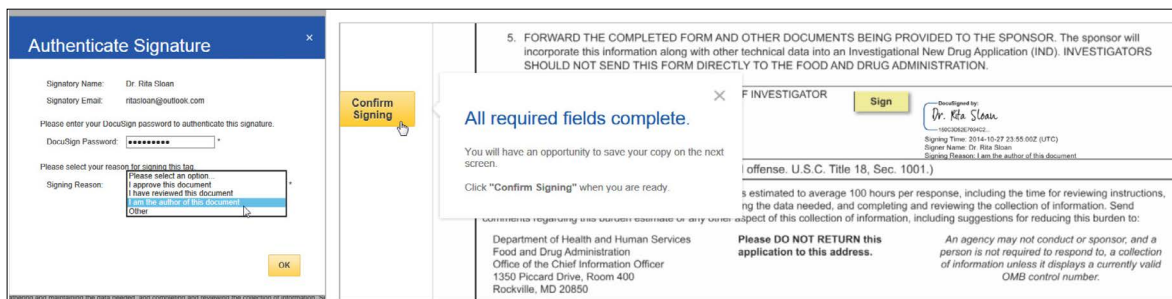 Authenticate Signature
×
Signatory Name: Dr. Rita Sloan
Signatory Email: ritasloan@outlook.com
Please enter your DocuSign password to authenticate this signature.
DocuSign Password: ●●●●●●●●● *
Please select your reason for signing this tag
Signing Reason: Please select an option... *
I approve this document
I have reviewed this document
I am the author of this document
Other
OK
Confirm
Signing
×
All required fields complete.
You will have an opportunity to save your copy on the next
screen.
Click "Confirm Signing" when you are ready.
5. FORWARD THE COMPLETED FORM AND OTHER DOCUMENTS BEING PROVIDED TO THE SPONSOR. The sponsor will
incorporate this information along with other technical data into an Investigational New Drug Application (IND). INVESTIGATORS
SHOULD NOT SEND THIS FORM DIRECTLY TO THE FOOD AND DRUG ADMINISTRATION.
F INVESTIGATOR
Sign
DocuSigned by:
Dr. Rita Sloan
Signing Time: 2014-10-27 23:55:00Z (UTC)
Signer Name: Dr. Rita Sloan
Signing Reason: I am the author of this document
l offense. U.S.C. Title 18, Sec. 1001.)
s estimated to average 100 hours per response, including the time for reviewing instructions,
ng the data needed, and completing and reviewing the collection of information. Send
comments regarding this burden estimate or any other aspect of this collection of information, including suggestions for reducing this burden to:
Department of Health and Human Services
Food and Drug Administration
Office of the Chief Information Officer
1350 Piccard Drive, Room 400
Rockville, MD 20850
Please DO NOT RETURN this
application to this address.
An agency may not conduct or sponsor, and a
person is not required to respond to, a collection
of information unless it displays a currently valid
OMB control number.